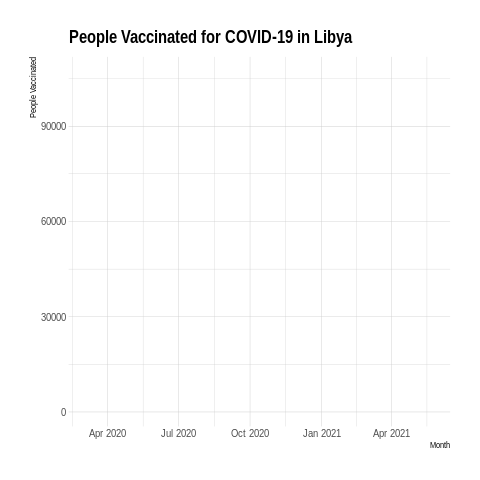 People Vaccinated for COVID-19 in Libya
People Vaccinated
90000
60000
30000
0
Apr 2020 Jul 2020 Oct 2020 Jan 2021 Apr 2021
Month